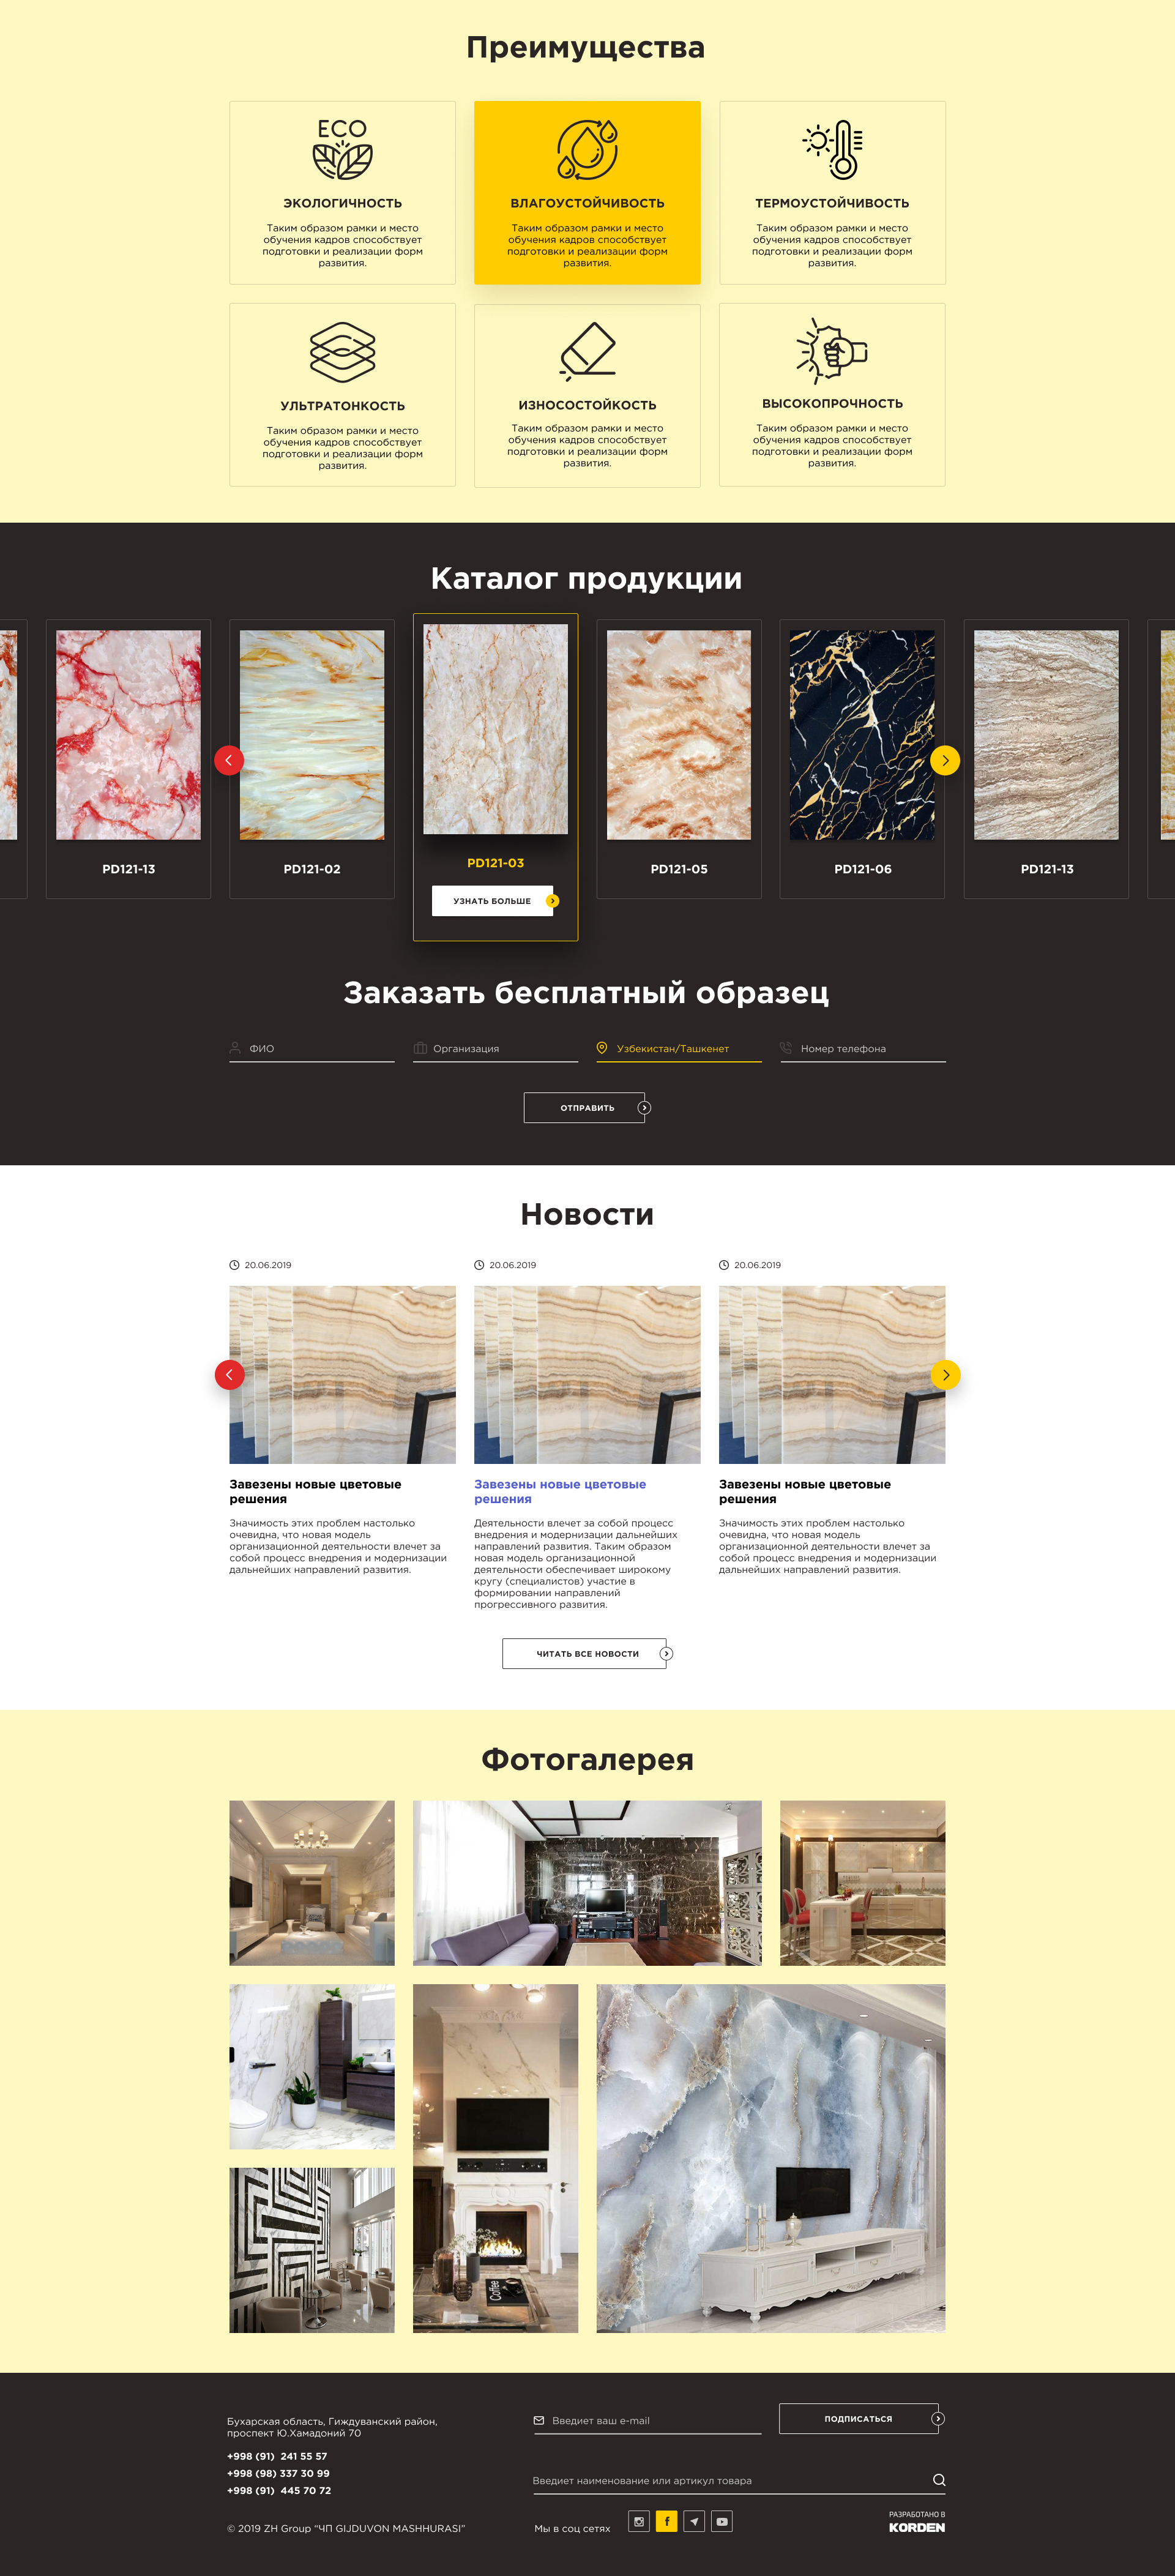 Преимущества
ECO
ЭКОЛОГИЧНОСТЬ
Таким образом рамки и место
обучения кадров способствует
подготовки и реализации форм
развития.
ВЛАГОУСТОЙЧИВОСТЬ
Таким образом рамки и место
обучения кадров способствует
подготовки и реализации форм
развития.
ТЕРМОУСТОЙЧИВОСТЬ
Таким образом рамки и место
обучения кадров способствует
подготовки и реализации форм
развития.
УЛЬТРАТОНКОСТЬ
Таким образом рамки и место
обучения кадров способствует
подготовки и реализации форм
развития.
ИЗНОСОСТОЙКОСТЬ
Таким образом рамки и место
обучения кадров способствует
подготовки и реализации форм
развития.
ВЫСОКОПРОЧНОСТЬ
Таким образом рамки и место
обучения кадров способствует
подготовки и реализации форм
развития.
Каталог продукции
PD121-13
PD121-02
PD121-03
УЗНАТЬ БОЛЬШЕ
PD121-05
PD121-06
PD121-13
Заказать бесплатный образец
ФИО
Организация
Узбекистан/Ташкенет
Номер телефона
ОТПРАВИТЬ
Новости
20.06.2019
Завезены новые цветовые
решения
Значимость этих проблем настолько
очевидна, что новая модель
организационной деятельности влечет за
собой процесс внедрения и модернизации
дальнейших направлений развития.
20.06.2019
Завезены новые цветовые
решения
Деятельности влечет за собой процесс
внедрения и модернизации дальнейших
направлений развития. Таким образом
новая модель организационной
деятельности обеспечивает широкому
кругу (специалистов) участие в
формировании направлений
прогрессивного развития.
20.06.2019
Завезены новые цветовые
решения
Значимость этих проблем настолько
очевидна, что новая модель
организационной деятельности влечет за
собой процесс внедрения и модернизации
дальнейших направлений развития.
ЧИТАТЬ ВСЕ НОВОСТИ
Фотогалерея
Coffee
Бухарская область, Гиждуванский район,
проспект Ю.Хамадоний 70
+998 (91) 241 55 57
+998 (98) 337 30 99
+998 (91) 445 70 72
© 2019 ZH Group “ЧП GIJDUVON MASHHURASI”
Введиет ваш e-mail
ПОДПИСАТЬСЯ
Введиет наименование или артикул товара
Мы в соц сетях
РАЗРАБОТАНО В
KORDEN